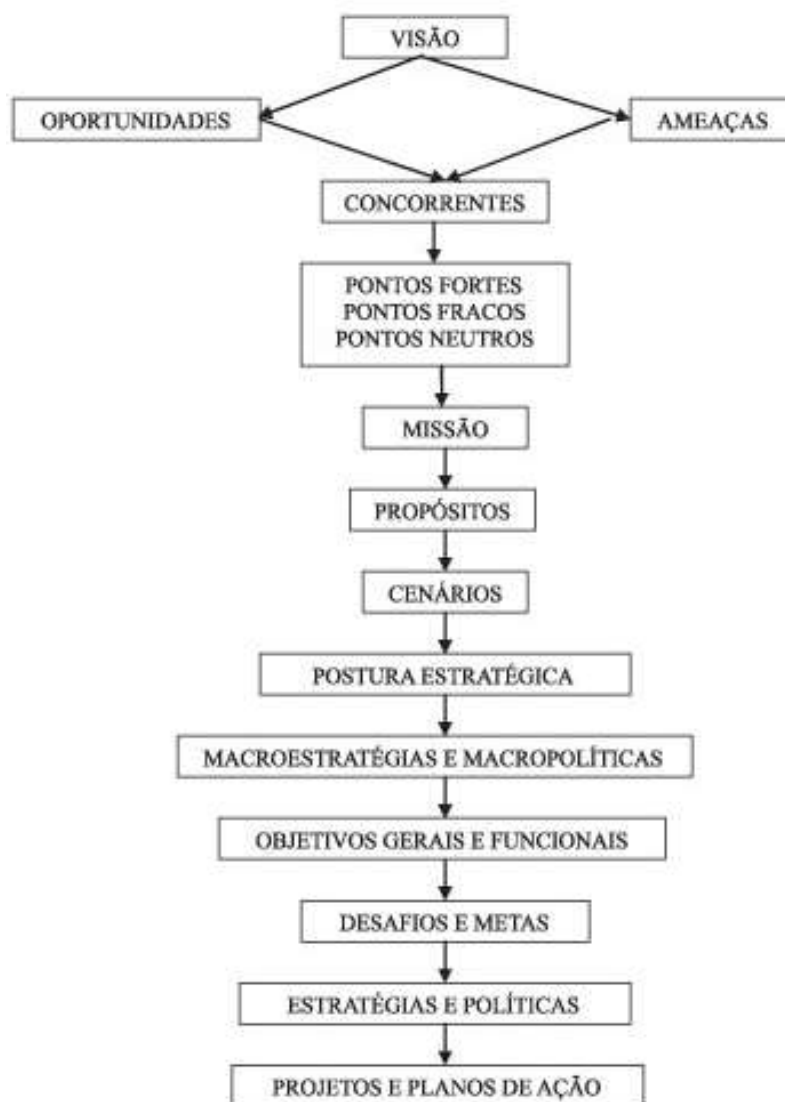 VISÃO
OPORTUNIDADES
AMEAÇAS
CONCORRENTES
PONTOS FORTES
PONTOS FRACOS
PONTOS NEUTROS
MISSÃO
PROPÓSITOS
CENÁRIOS
POSTURA ESTRATÉGICA
MACROESTRATÉGIAS E MACROPOLÍTICAS
OBJETIVOS GERAIS E FUNCIONAIS
DESAFIOS E METAS
ESTRATÉGIAS E POLÍTICAS
PROJETOS E PLANOS DE AÇÃO